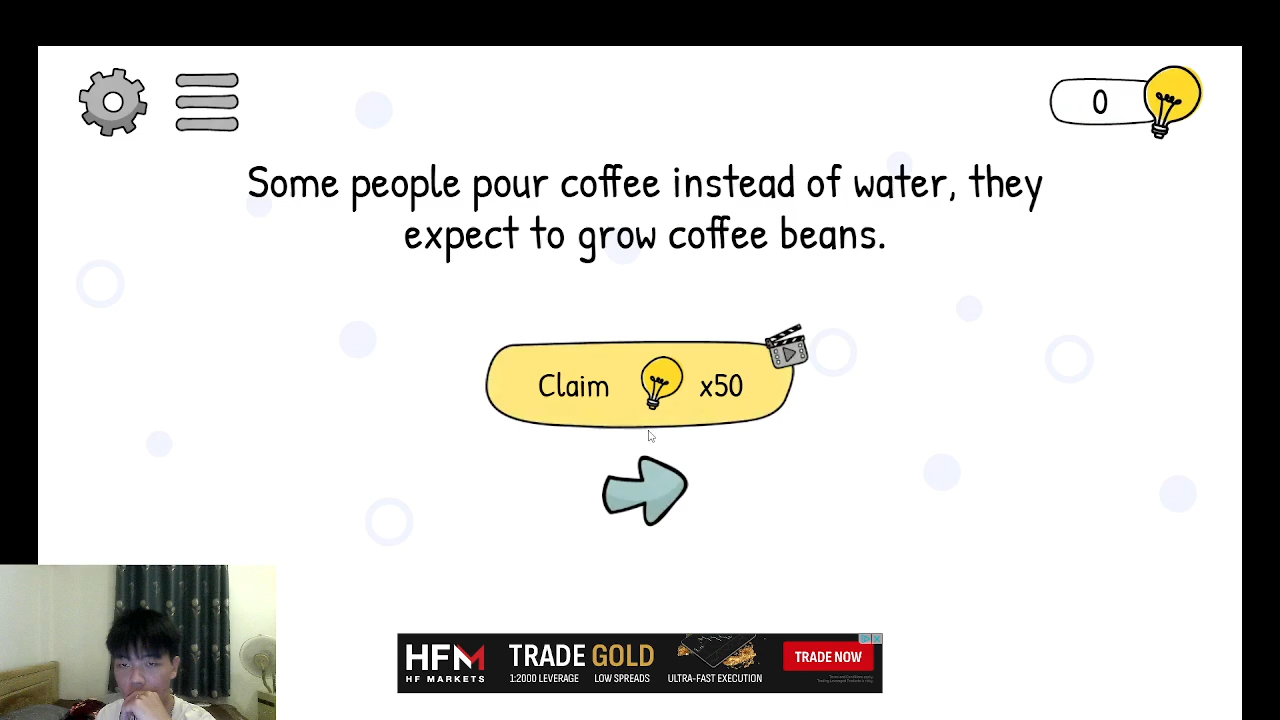 0
Some people pour coffee instead of water, they
expect to grow coffee beans.
Claim x50
HFM
HF MARKETS
TRADE GOLD
1:2000 LEVERAGE LOW SPREADS ULTRA-FAST EXECUTION
TRADE NOW